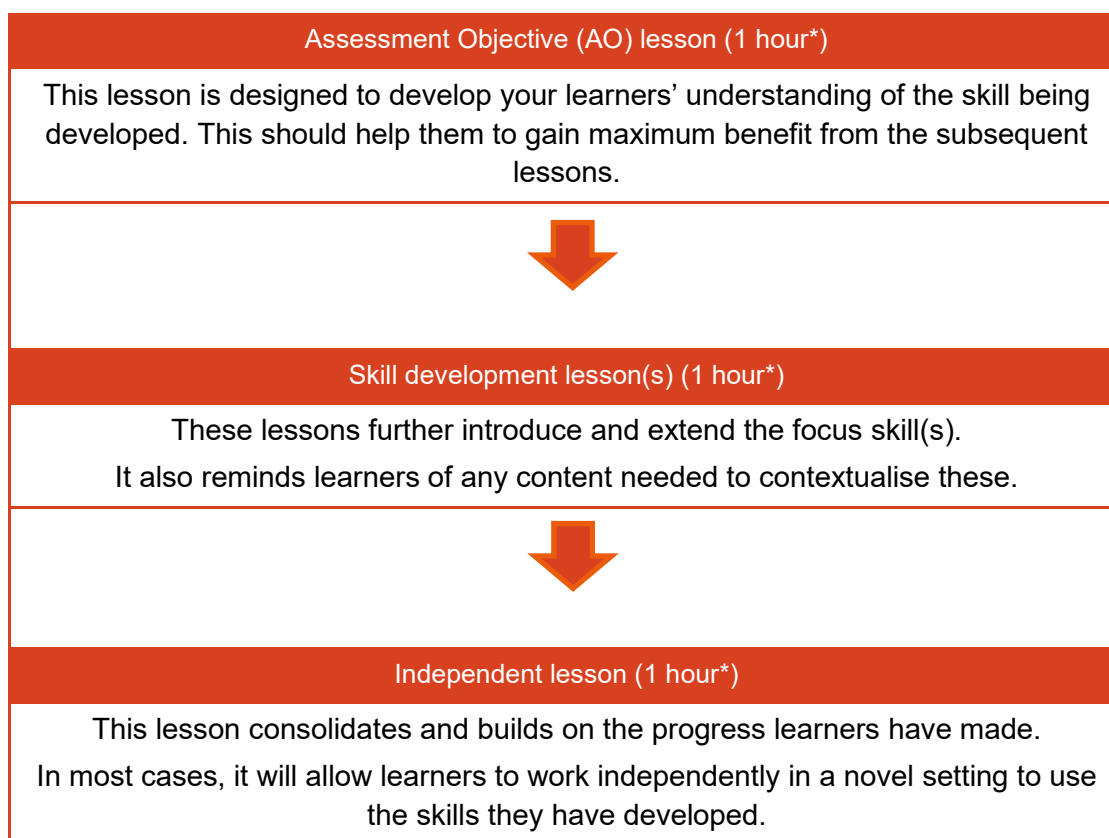 Assessment Objective (AO) lesson (1 hour*)
This lesson is designed to develop your learners’ understanding of the skill being
developed. This should help them to gain maximum benefit from the subsequent
lessons.
Skill development lesson(s) (1 hour*)
These lessons further introduce and extend the focus skill(s).
It also reminds learners of any content needed to contextualise these.
Independent lesson (1 hour*)
This lesson consolidates and builds on the progress learners have made.
In most cases, it will allow learners to work independently in a novel setting to use
the skills they have developed.